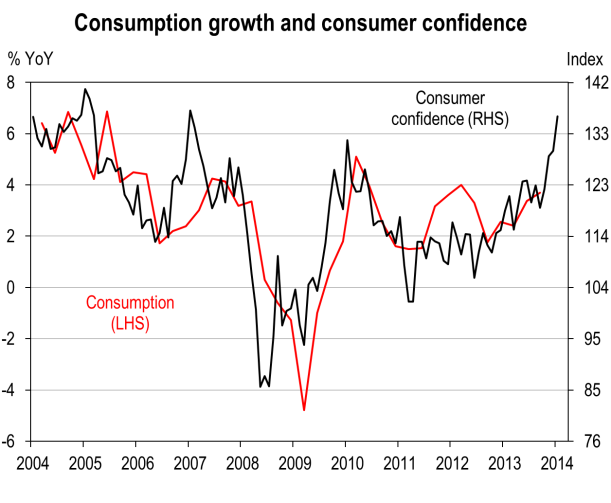 Consumption growth and consumer confidence
% YoY Index
8 142
Consumer
confidence (RHS)
6 133
4 123
2 114
0 104
Consumption
(LHS)
-2 95
-4 85
-6 76
2004 2005 2006 2007 2008 2009 2010 2011 2012 2013 2014